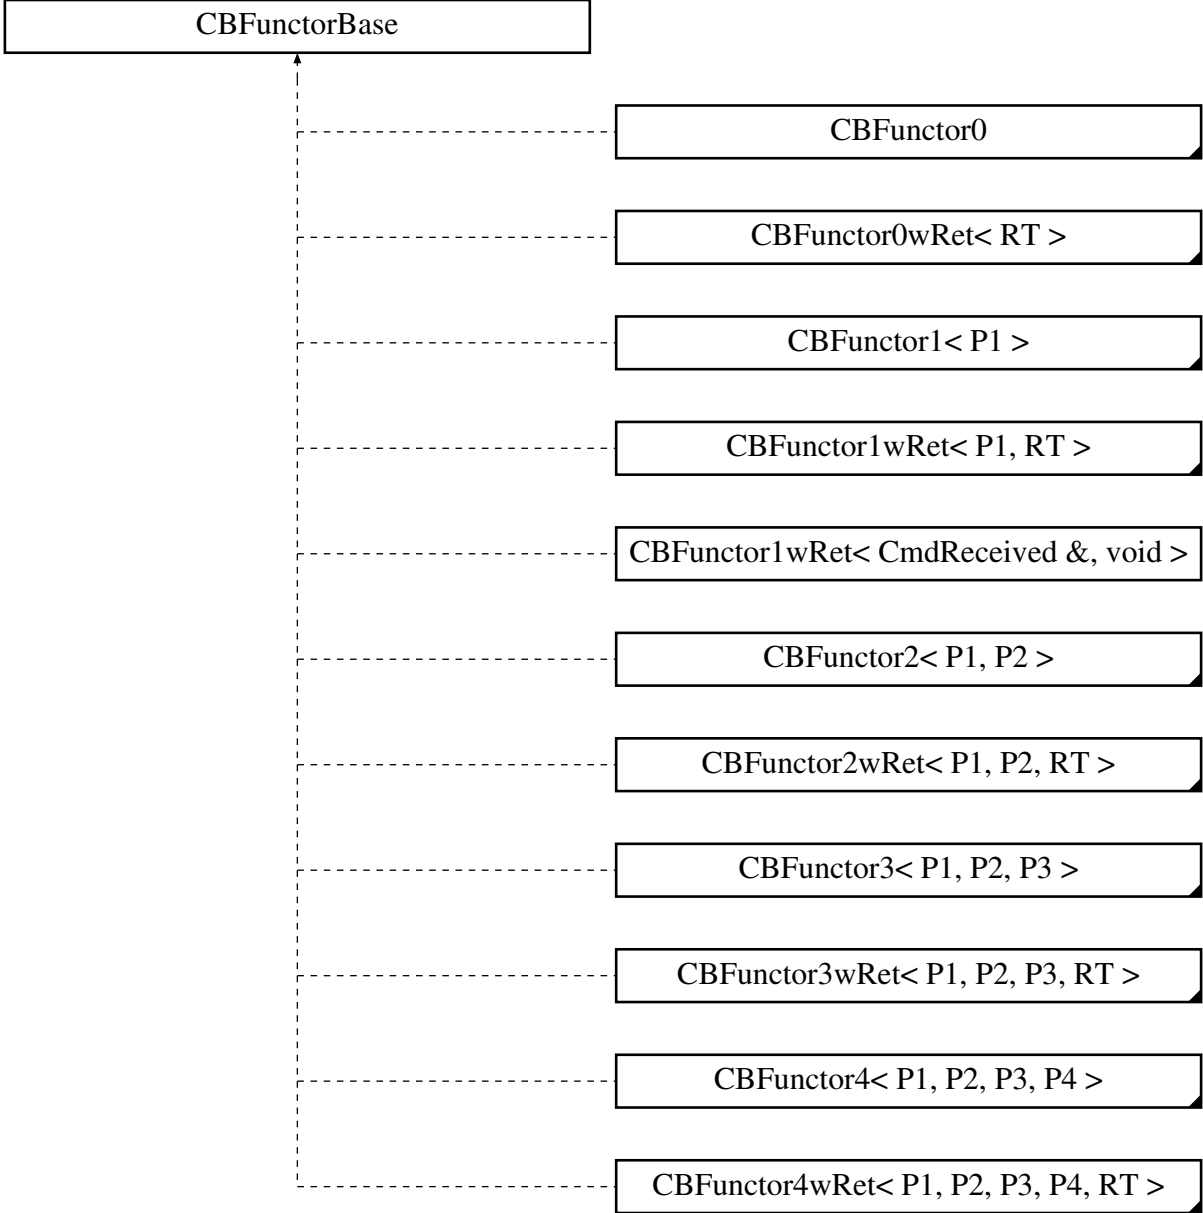 CBFunctorBase
CBFunctor0
CBFunctor0wRet< RT >
CBFunctor1< P1 >
CBFunctor1wRet< P1, RT >
CBFunctor1wRet< CmdReceived &, void >
CBFunctor2< P1, P2 >
CBFunctor2wRet< P1, P2, RT >
CBFunctor3< P1, P2, P3 >
CBFunctor3wRet< P1, P2, P3, RT >
CBFunctor4< P1, P2, P3, P4 >
CBFunctor4wRet< P1, P2, P3, P4, RT >